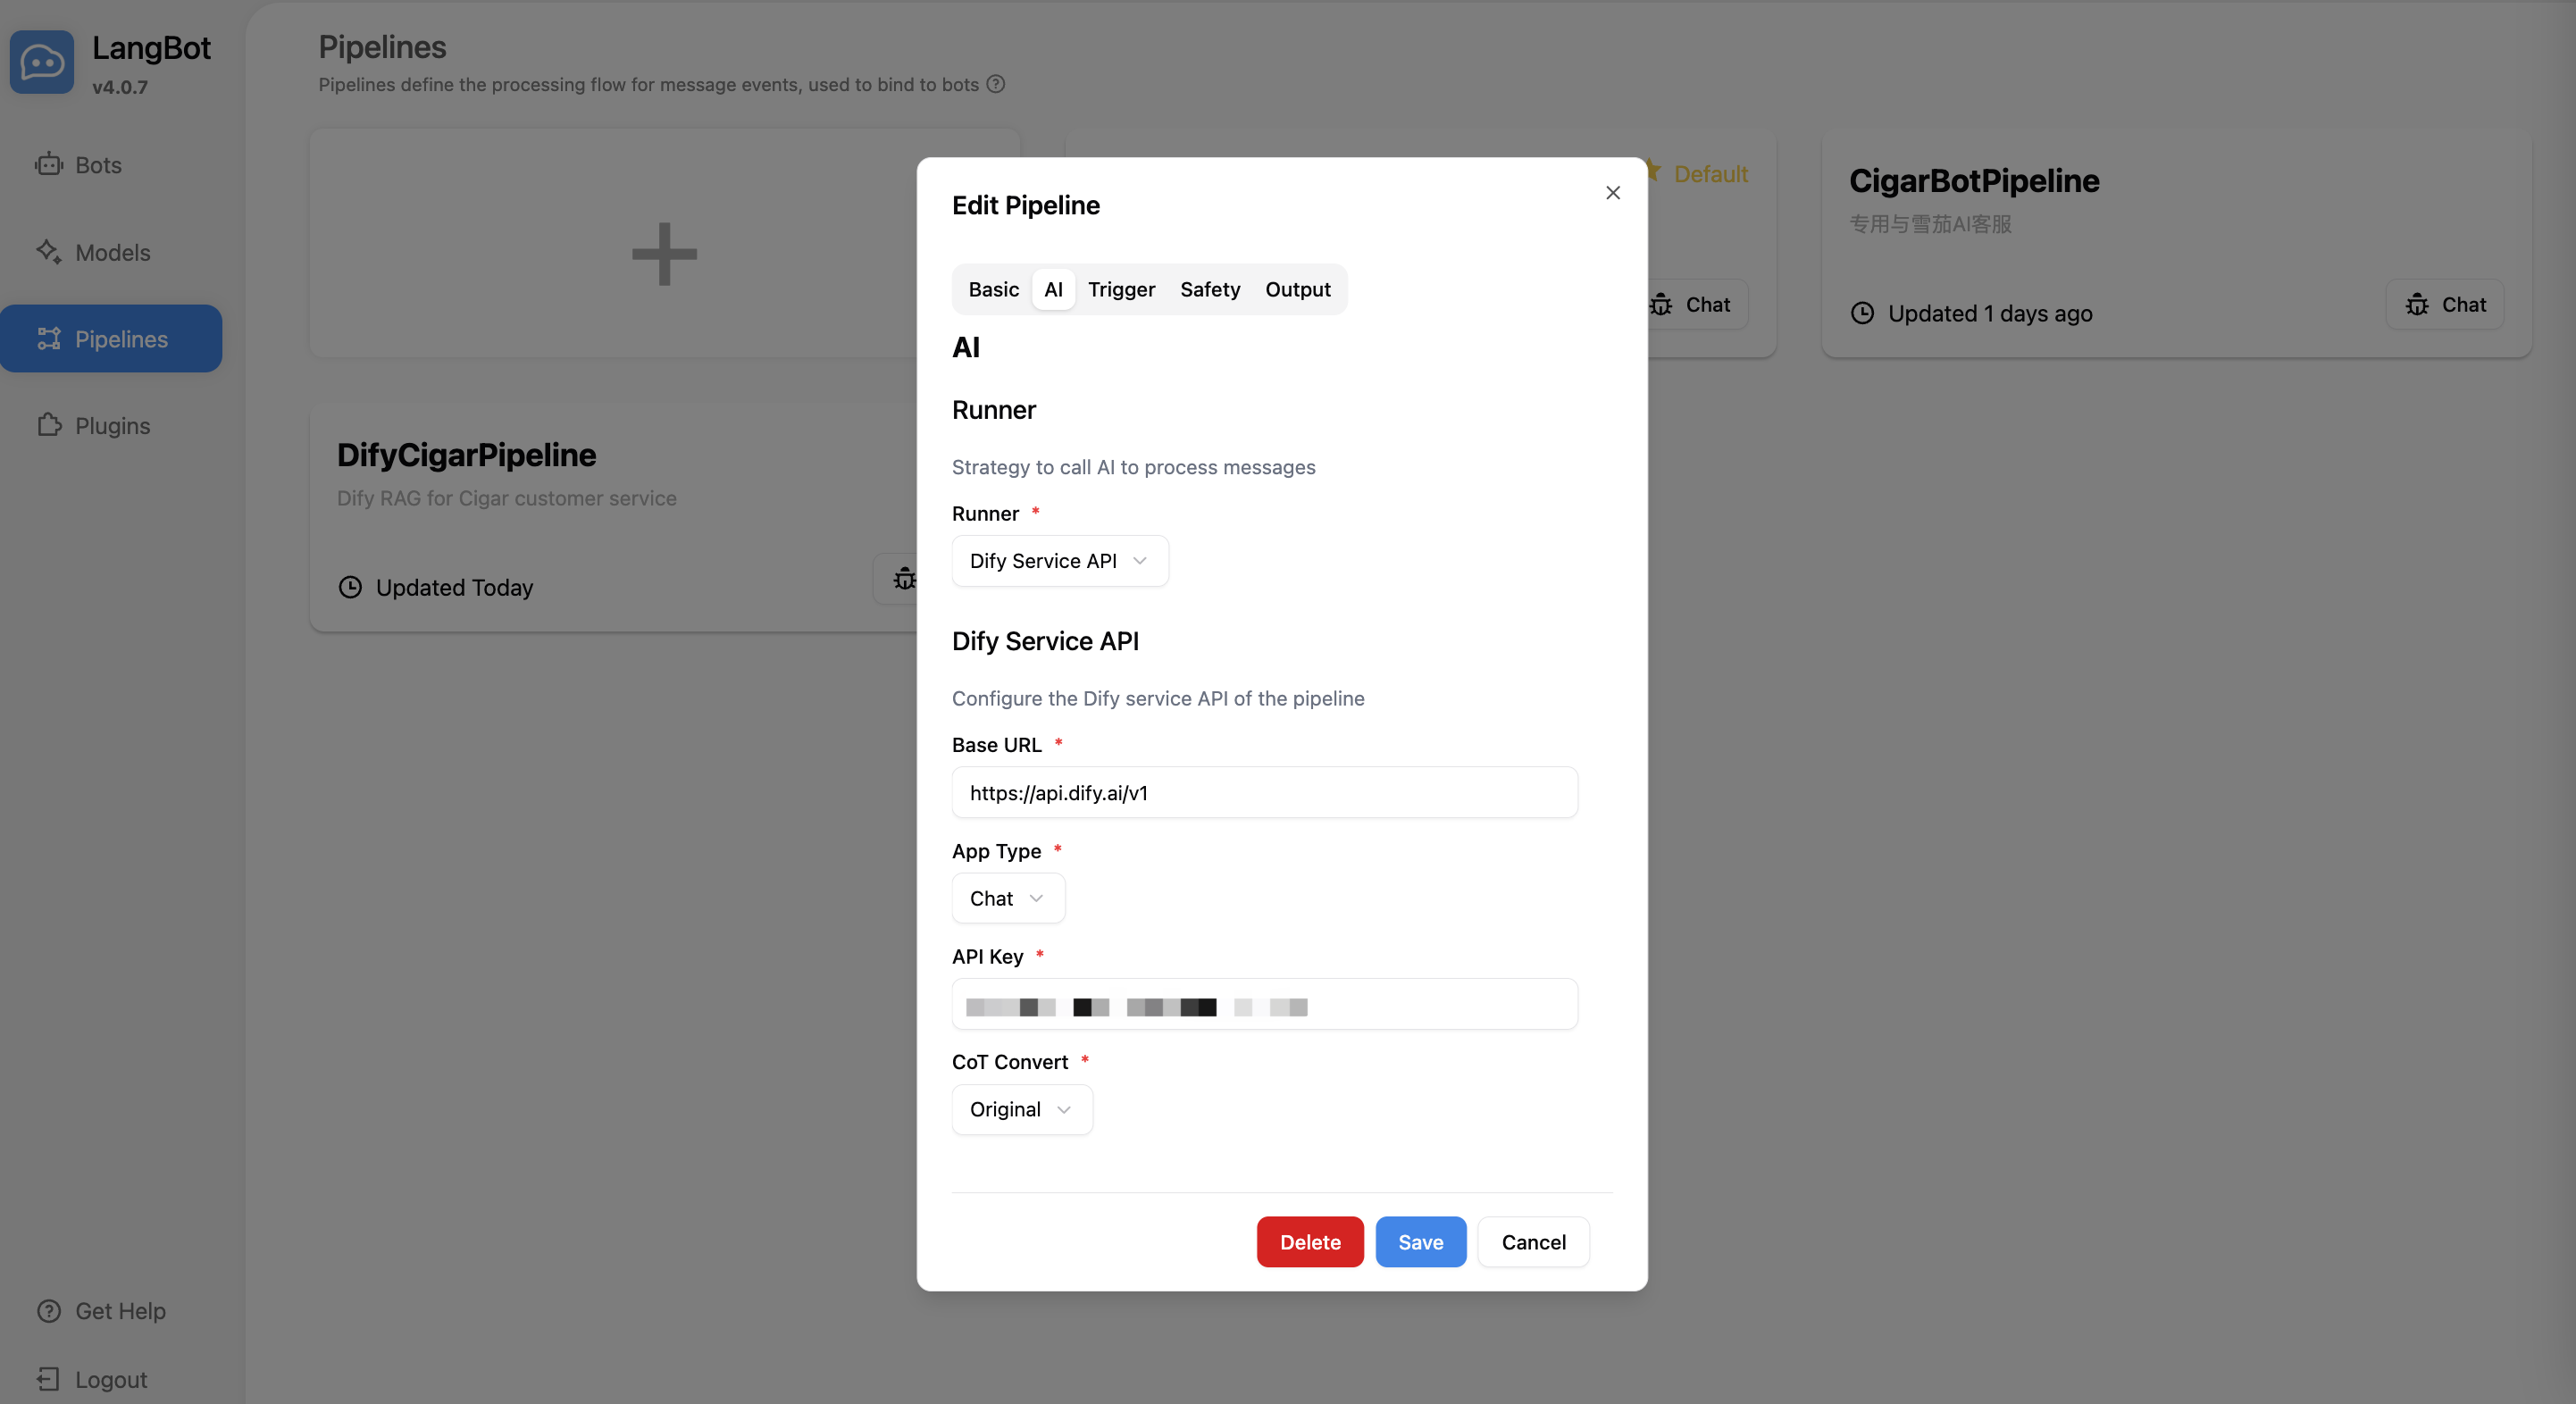 LangBot
v4.0.7
Bots
Models
Pipelines
Plugins
Get Help
Logout
Pipelines
Pipelines define the processing flow for message events, used to bind to bots
Default
Chat
CigarBotPipeline
专用与雪茄AI客服
Updated 1 days ago
Chat
DifyCigarPipeline
Dify RAG for Cigar customer service
Updated Today
Edit Pipeline
Basic AI Trigger Safety Output
AI
Runner
Strategy to call AI to process messages
Runner *
Dify Service API
Dify Service API
Configure the Dify service API of the pipeline
Base URL *
https://api.dify.ai/v1
App Type *
Chat
API Key *
CoT Convert *
Original
Delete Save Cancel